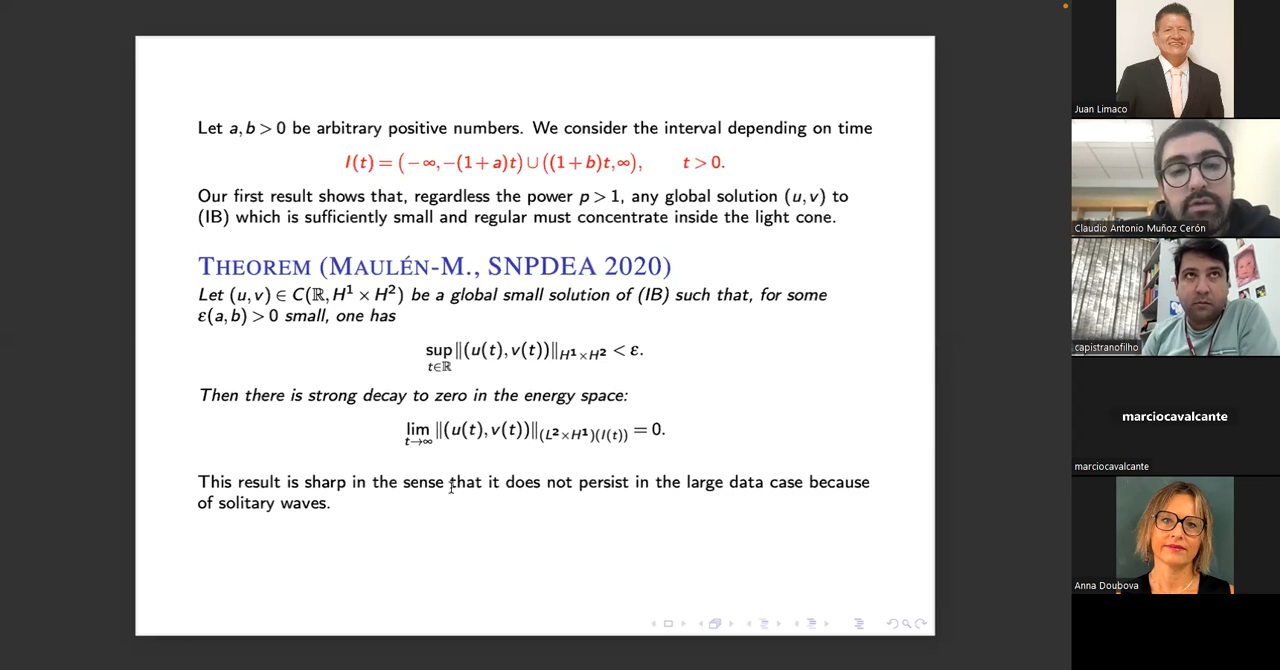 Let a, b > 0 be arbitrary positive numbers. We consider the interval depending on time
I(t) = (−∞, −(1+a)t) ∪ ((1+b)t, ∞), t > 0.
Our first result shows that, regardless the power p > 1, any global solution (u, v) to
(IB) which is sufficiently small and regular must concentrate inside the light cone.
THEOREM (MAULÉN-M., SNPDEA 2020)
Let (u, v) ∈ C(ℝ, H¹ × H²) be a global small solution of (IB) such that, for some
ε(a, b) > 0 small, one has
sup t∈ℝ ‖(u(t), v(t))‖_{H¹×H²} < ε.
Then there is strong decay to zero in the energy space:
lim t→∞ ‖(u(t), v(t))‖_{(L²×H¹)(I(t))} = 0.
This result is sharp in the sense that it does not persist in the large data case because
of solitary waves.
Juan Limaco
Claudio Antonio Muñoz Cerón
capistranofilho
marciocavalcante
marciocavalcante
Anna Doubova